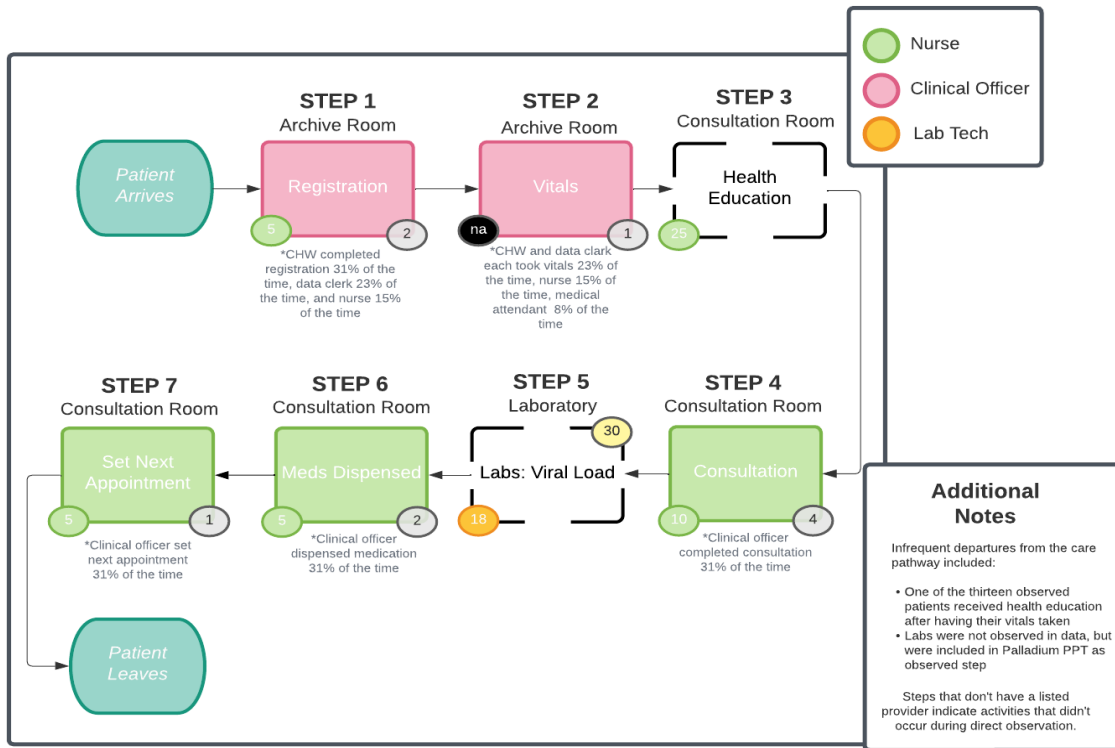 Nurse
Clinical Officer
Lab Tech
STEP 1
Archive Room
STEP 2
Archive Room
STEP 3
Consultation Room
Patient
Arrives
Registration
Vitals
Health
Education
5
2
na
1
25
*CHW completed
registration 31% of the
time, data clerk 23% of
the time, and nurse 15%
of the time
*CHW and data clark
each took vitals 23% of
the time, nurse 15% of
the time, medical
attendant 8% of the
time
STEP 7
Consultation Room
STEP 6
Consultation Room
STEP 5
Laboratory
STEP 4
Consultation Room
30
Set Next
Appointment
Meds Dispensed
Labs: Viral Load
Consultation
5
1
5
2
18
10
4
*Clinical officer set
next appointment
31% of the time
*Clinical officer
dispensed medication
31% of the time
*Clinical officer
completed consultation
31% of the time
Patient
Leaves
Additional
Notes
Infrequent departures from the care
pathway included:
• One of the thirteen observed
patients received health education
after having their vitals taken
• Labs were not observed in data, but
were included in Palladium PPT as
observed step
Steps that don't have a listed
provider indicate activities that didn't
occur during direct observation.